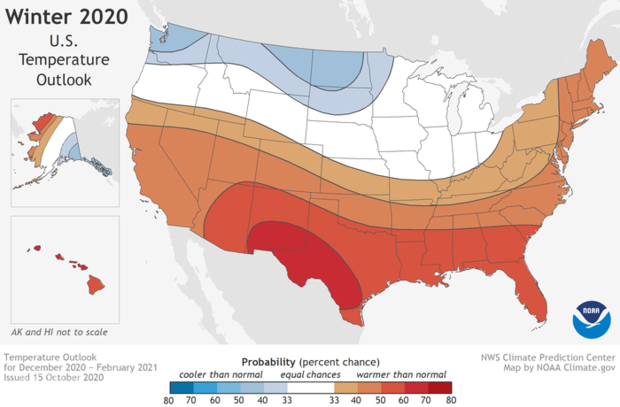 Winter 2020
U.S.
Temperature
Outlook
AK and HI not to scale
NOAA
Temperature Outlook
for December 2020 – February 2021
Issued 15 October 2020
Probability (percent chance)
cooler than normal equal chances warmer than normal
80 70 60 50 40 33 33 40 50 60 70 80
NWS Climate Prediction Center
Map by NOAA Climate.gov